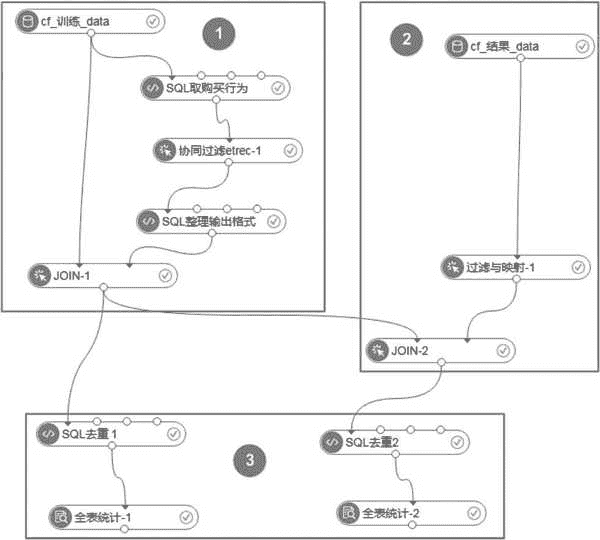 cf_训练_data
1
SQL取购买行为
协同过滤etrec-1
SQL整理输出格式
JOIN-1
2
cf_结果_data
过滤与映射-1
JOIN-2
SQL去重1
SQL去重2
3
全表统计-1
全表统计-2